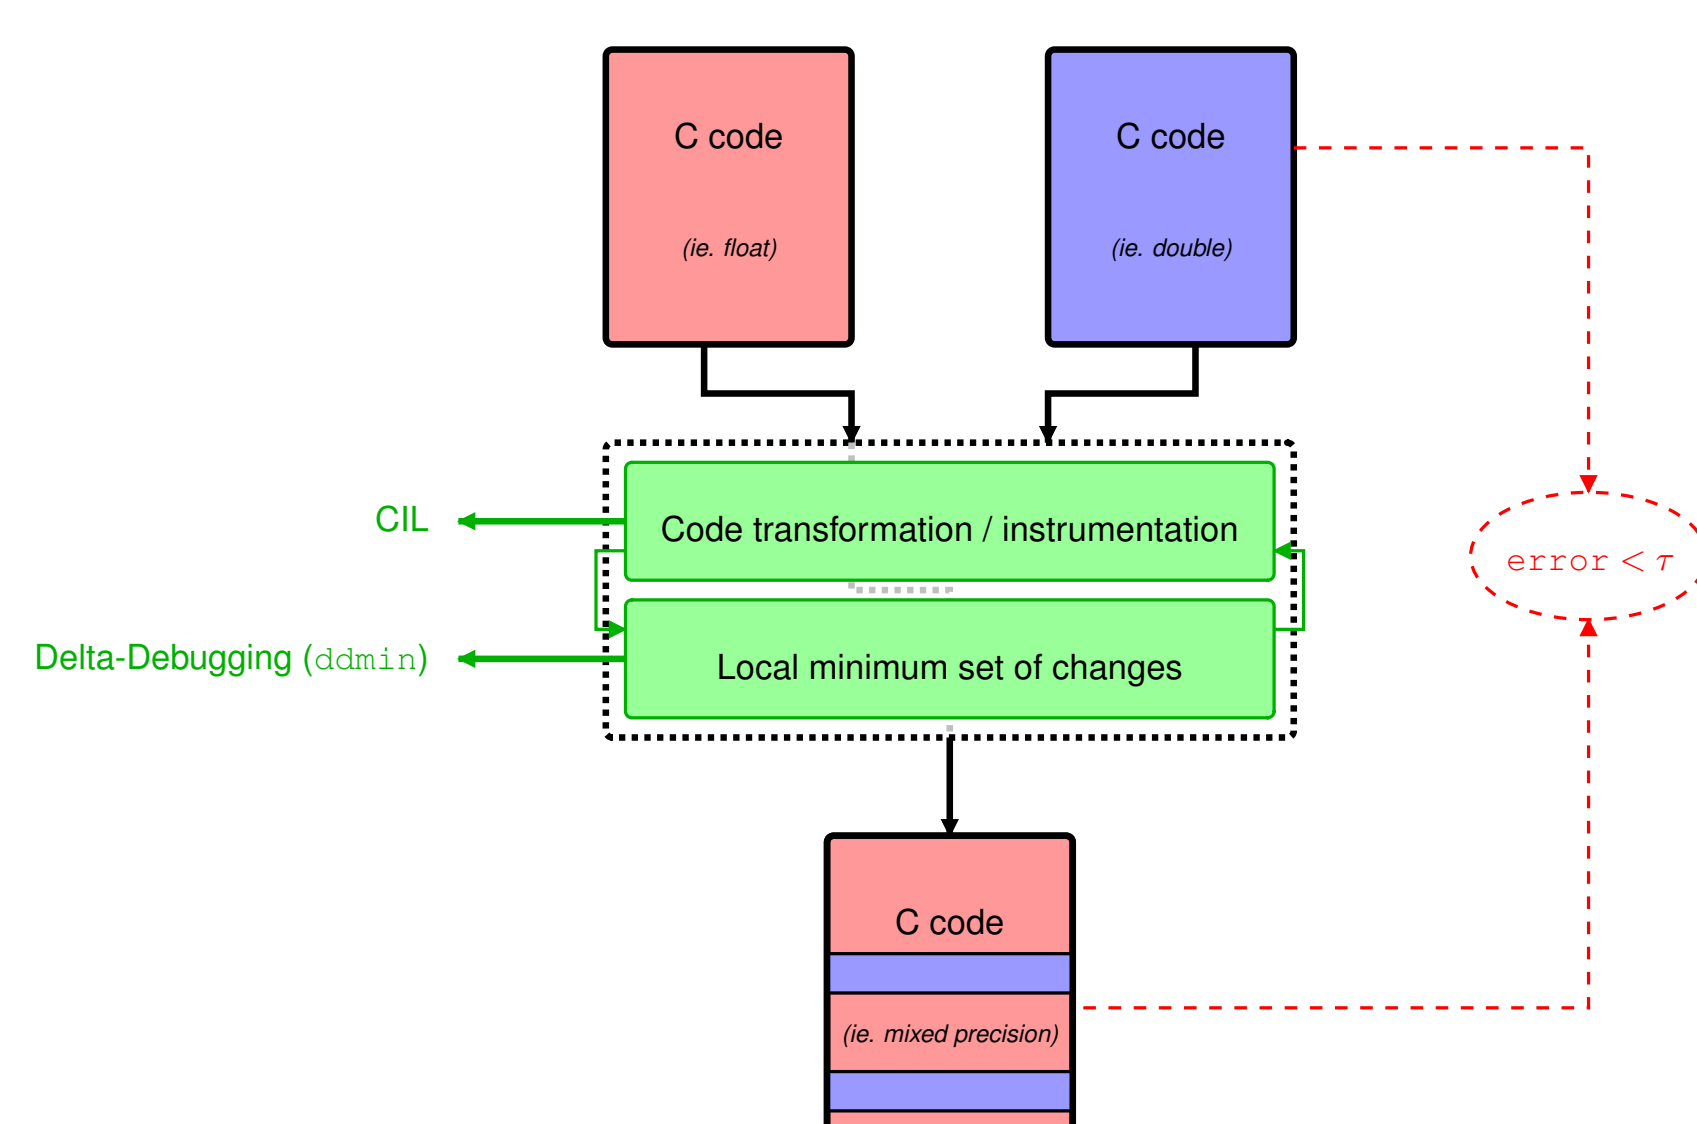 C code
(ie. float)
C code
(ie. double)
CIL
Code transformation / instrumentation
error < τ
Delta-Debugging (ddmin)
Local minimum set of changes
C code
(ie. mixed precision)